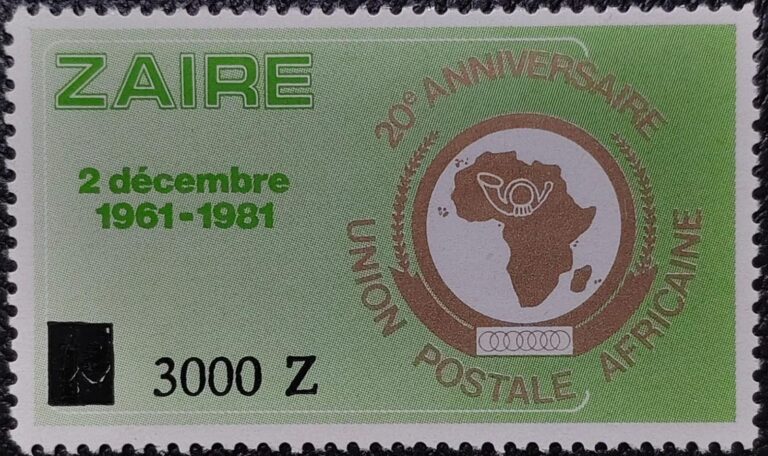 ZAIRE
2 décembre
1961-1981
3000 Z
20e ANNIVERSAIRE
UNION POSTALE AFRICAINE